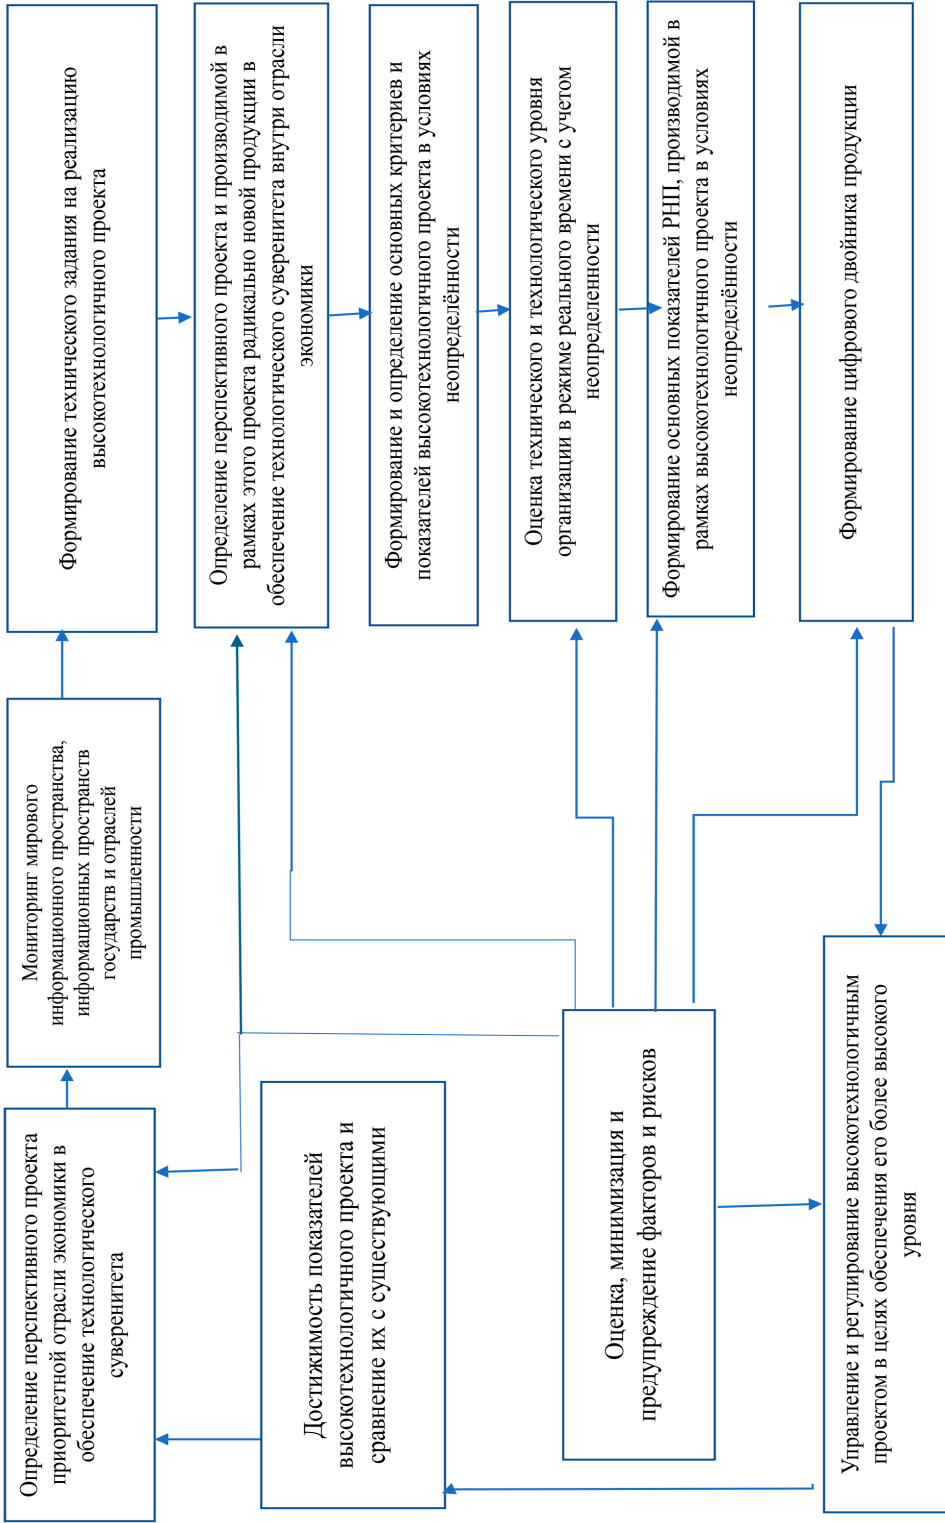 Определение перспективного проекта
приоритетной отрасли экономики в
обеспечение технологического
суверенитета
Мониторинг мирового
информационного пространства,
информационных пространств
государств и отраслей
промышленности
Формирование технического задания на реализацию
высокотехнологичного проекта
Определение перспективного проекта и производимой в
рамках этого проекта радикально новой продукции в
обеспечение технологического суверенитета внутри отрасли
экономики
Формирование и определение основных критериев и
показателей высокотехнологичного проекта в условиях
неопределённости
Оценка технического и технологического уровня
организации в режиме реального времени с учетом
неопределенности
Формирование основных показателей РНП, производимой в
рамках высокотехнологичного проекта в условиях
неопределённости
Формирование цифрового двойника продукции
Достижимость показателей
высокотехнологичного проекта и
сравнение их с существующими
Оценка, минимизация и
предупреждение факторов и рисков
Управление и регулирование высокотехнологичным
проектом в целях обеспечения его более высокого
уровня